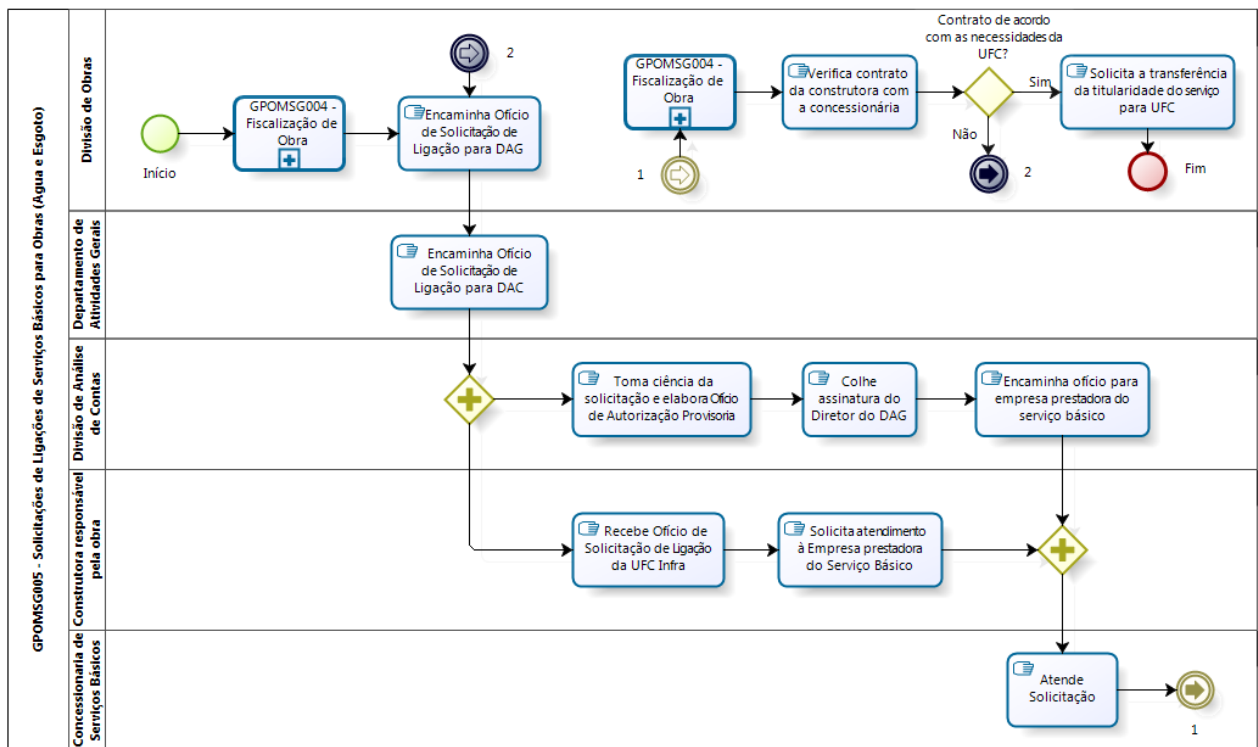 GPOMSG005 - Solicitações de Ligações de Serviços Básicos para Obras (Agua e Esgoto)
Divisão de Obras
Início
GPOMSG004 -
Fiscalização de
Obra
2
Encaminha Ofício
de Solicitação de
Ligação para DAG
GPOMSG004 -
Fiscalização de
Obra
1
Verifica contrato
da construtora com
a concessionária
Contrato de acordo
com as necessidades da
UFC?
Sim
Não
2
Solicita a transferência
da titularidade do serviço
para UFC
Fim
Departamento de
Atividades Gerais
Encaminha Ofício
de Solicitação de
Ligação para DAC
Divisão de Análise
de Contas
Toma ciência da
solicitação e elabora Ofício
de Autorização Provisoria
Colhe
assinatura do
Diretor do DAG
Encaminha ofício para
empresa prestadora do
serviço básico
Construtora responsável
pela obra
Recebe Ofício de
Solicitação de Ligação
da UFC Infra
Solicita atendimento
à Empresa prestadora
do Serviço Básico
Concessionaria de
Serviços Básicos
Atende
Solicitação
1